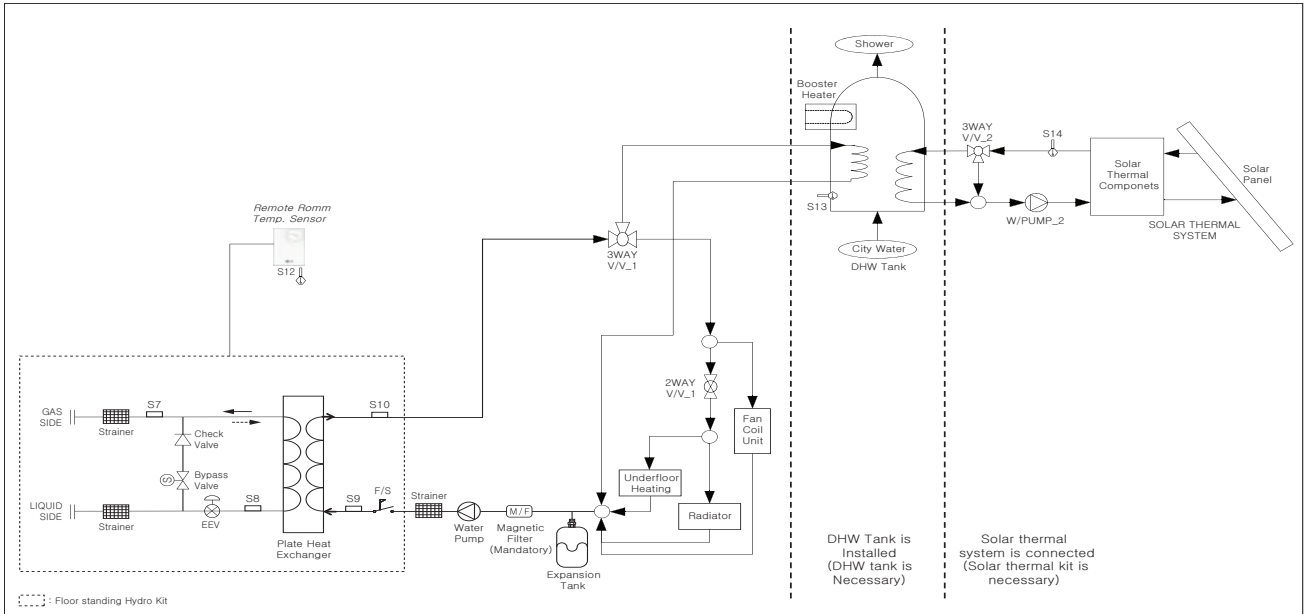 Shower
Booster
Heater
3WAY
V/V_2
S14
Solar
Thermal
Componets
Solar
Panel
S13
W/PUMP_2
SOLAR THERMAL
SYSTEM
City Water
DHW Tank
Remote Romm
Temp. Sensor
S12
3WAY
V/V_1
2WAY
V/V_1
Fan
Coil
Unit
Underfloor
Heating
Radiator
GAS
SIDE
Strainer
S7
S10
Check
Valve
Bypass
Valve
S
LIQUID
SIDE
Strainer
EEV
S8
S9
F/S
Strainer
Plate Heat
Exchanger
Water
Pump
M/F
Magnetic
Filter
(Mandatory)
Expansion
Tank
DHW Tank is
Installed
(DHW tank is
Necessary)
Solar thermal
system is connected
(Solar thermal kit is
necessary)
: Floor standing Hydro Kit